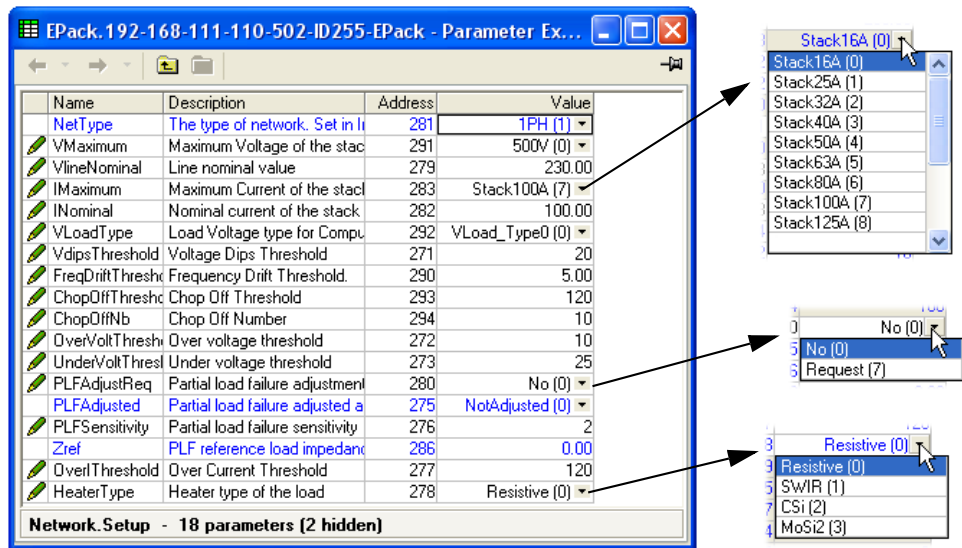 EPack.192-168-111-110-502-ID255-EPack - Parameter Ex...
Name Description Address Value
NetType The type of network. Set in I 281 1PH (1)
VMaximum Maximum Voltage of the stac 291 500V (0)
VlineNominal Line nominal value 279 230.00
IMaximum Maximum Current of the stacl 283 Stack100A (7)
INominal Nominal current of the stack 282 100.00
VLoadType Load Voltage type for Compu 292 VLoad_Type0 (0)
VdipsThreshold Voltage Dips Threshold 271 20
FreqDriftThresho Frequency Drift Threshold. 290 5.00
ChopOffThresho Chop Off Threshold 293 120
ChopOffNb Chop Off Number 294 10
OverVoltThresh Over voltage threshold 272 10
UnderVoltThresl Under voltage threshold 273 25
PLFAdjustReq Partial load failure adjustment 280 No (0)
PLFAdjusted Partial load failure adjusted a 275 NotAdjusted (0)
PLFSensitivity Partial load failure sensitivity 276 2
Zref PLF reference load impedanc 286 0.00
OverIThreshold Over Current Threshold 277 120
HeaterType Heater type of the load 278 Resistive (0)
Network.Setup - 18 parameters (2 hidden)
Stack16A (0)
Stack16A (0)
Stack25A (1)
Stack32A (2)
Stack40A (3)
Stack50A (4)
Stack63A (5)
Stack80A (6)
Stack100A (7)
Stack125A (8)
No (0)
No (0)
Request (7)
Resistive (0)
Resistive (0)
SWIR (1)
CSi (2)
MoSi2 (3)